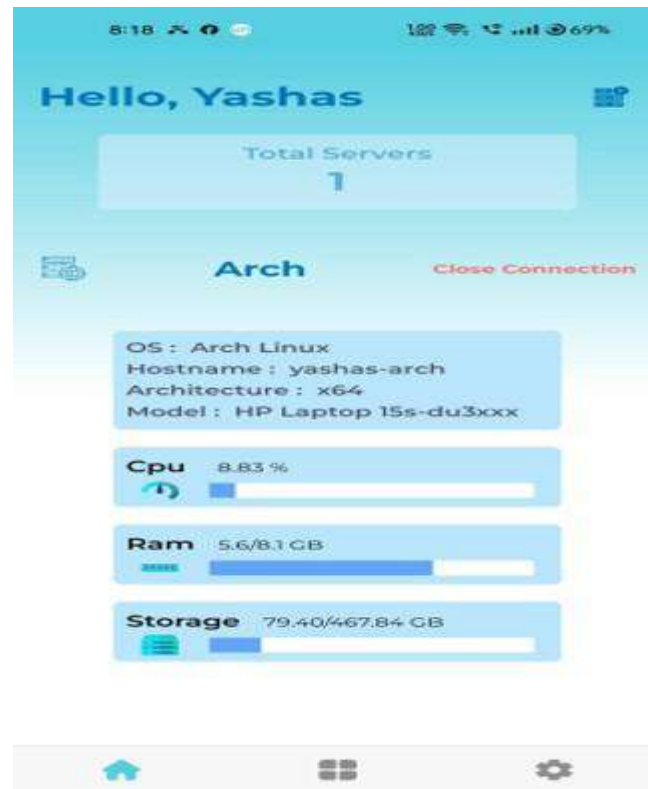 8:18 69%
Hello, Yashas
Total Servers
1
Arch Close Connection
OS : Arch Linux
Hostname : yashas-arch
Architecture : x64
Model : HP Laptop 15s-du3xxx
Cpu 8.83 %
Ram 5.6/8.1 GB
Storage 79.40/467.84 GB